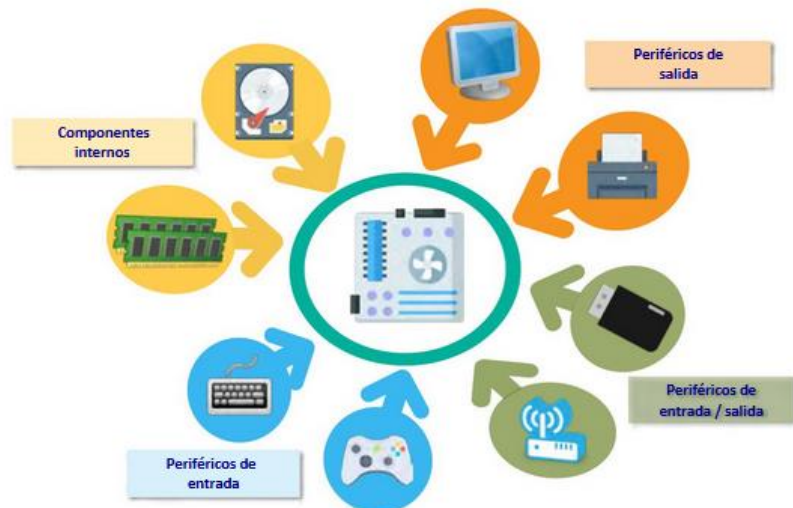 Periféricos de
salida
Componentes
internos
Periféricos de
entrada / salida
Periféricos de
entrada